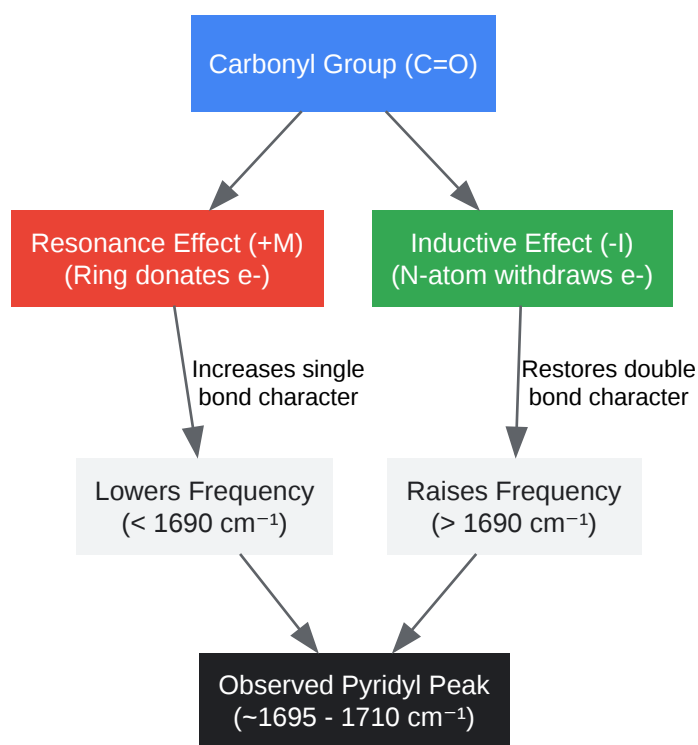 Carbonyl Group (C=O)
Resonance Effect (+M)
(Ring donates e-)
Inductive Effect (-I)
(N-atom withdraws e-)
Increases single
bond character
Restores double
bond character
Lowers Frequency
(< 1690 cm⁻¹)
Raises Frequency
(> 1690 cm⁻¹)
Observed Pyridyl Peak
(~1695 - 1710 cm⁻¹)